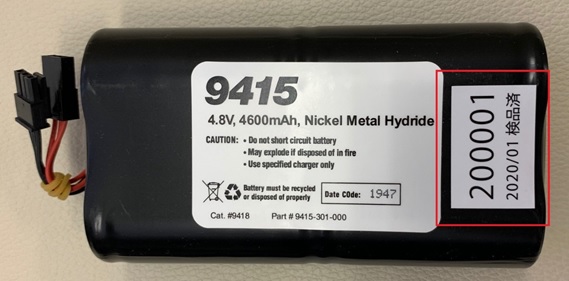 9415
4.8V, 4600mAh, Nickel Metal Hydride
CAUTION: • Do not short circuit battery
• May explode if disposed of in fire
• Use specified charger only
Battery must be recycled
or disposed of properly
Date CODe: 1947
Cat. #9418 Part # 9415-301-000
200001
2020/01 検品済